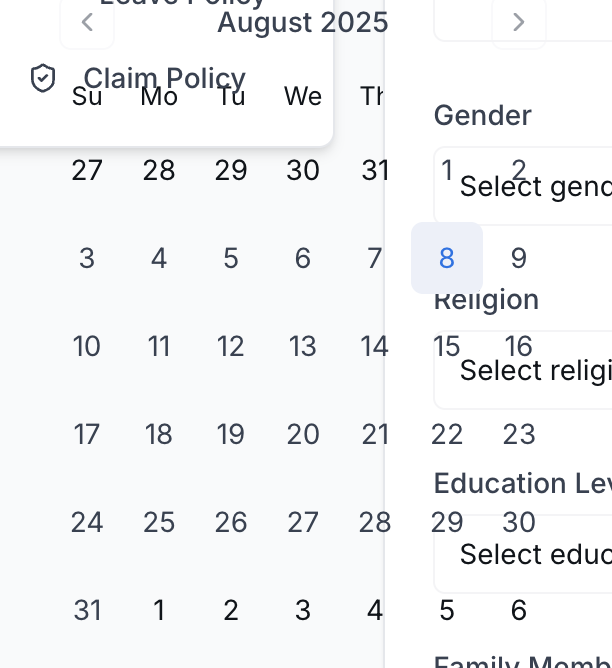 Leave Policy
August 2025
Claim Policy
Su Mo Tu We Th
Gender
27 28 29 30 31 1 2
Select gend
3 4 5 6 7 8 9
Religion
10 11 12 13 14 15 16
Select religi
17 18 19 20 21 22 23
Education Lev
24 25 26 27 28 29 30
Select educ
31 1 2 3 4 5 6
Family Memb